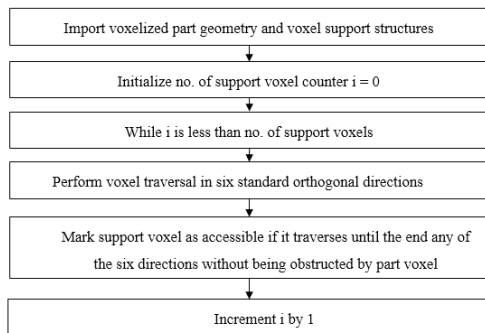 Import voxelized part geometry and voxel support structures
Initialize no. of support voxel counter i = 0
While i is less than no. of support voxels
Perform voxel traversal in six standard orthogonal directions
Mark support voxel as accessible if it traverses until the end any of
the six directions without being obstructed by part voxel
Increment i by 1